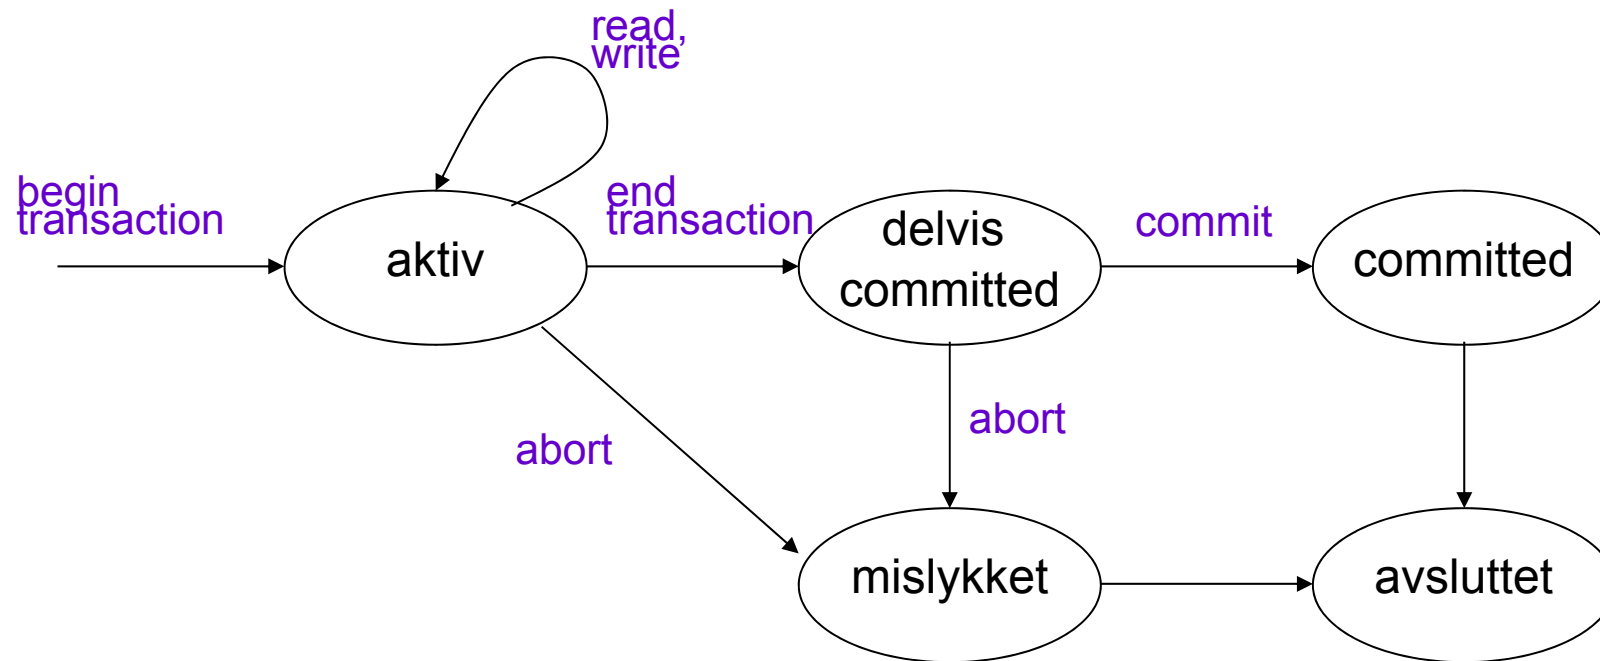 read,
write
begin
transaction
aktiv
end
transaction
delvis
committed
commit
committed
abort
abort
mislykket
avsluttet